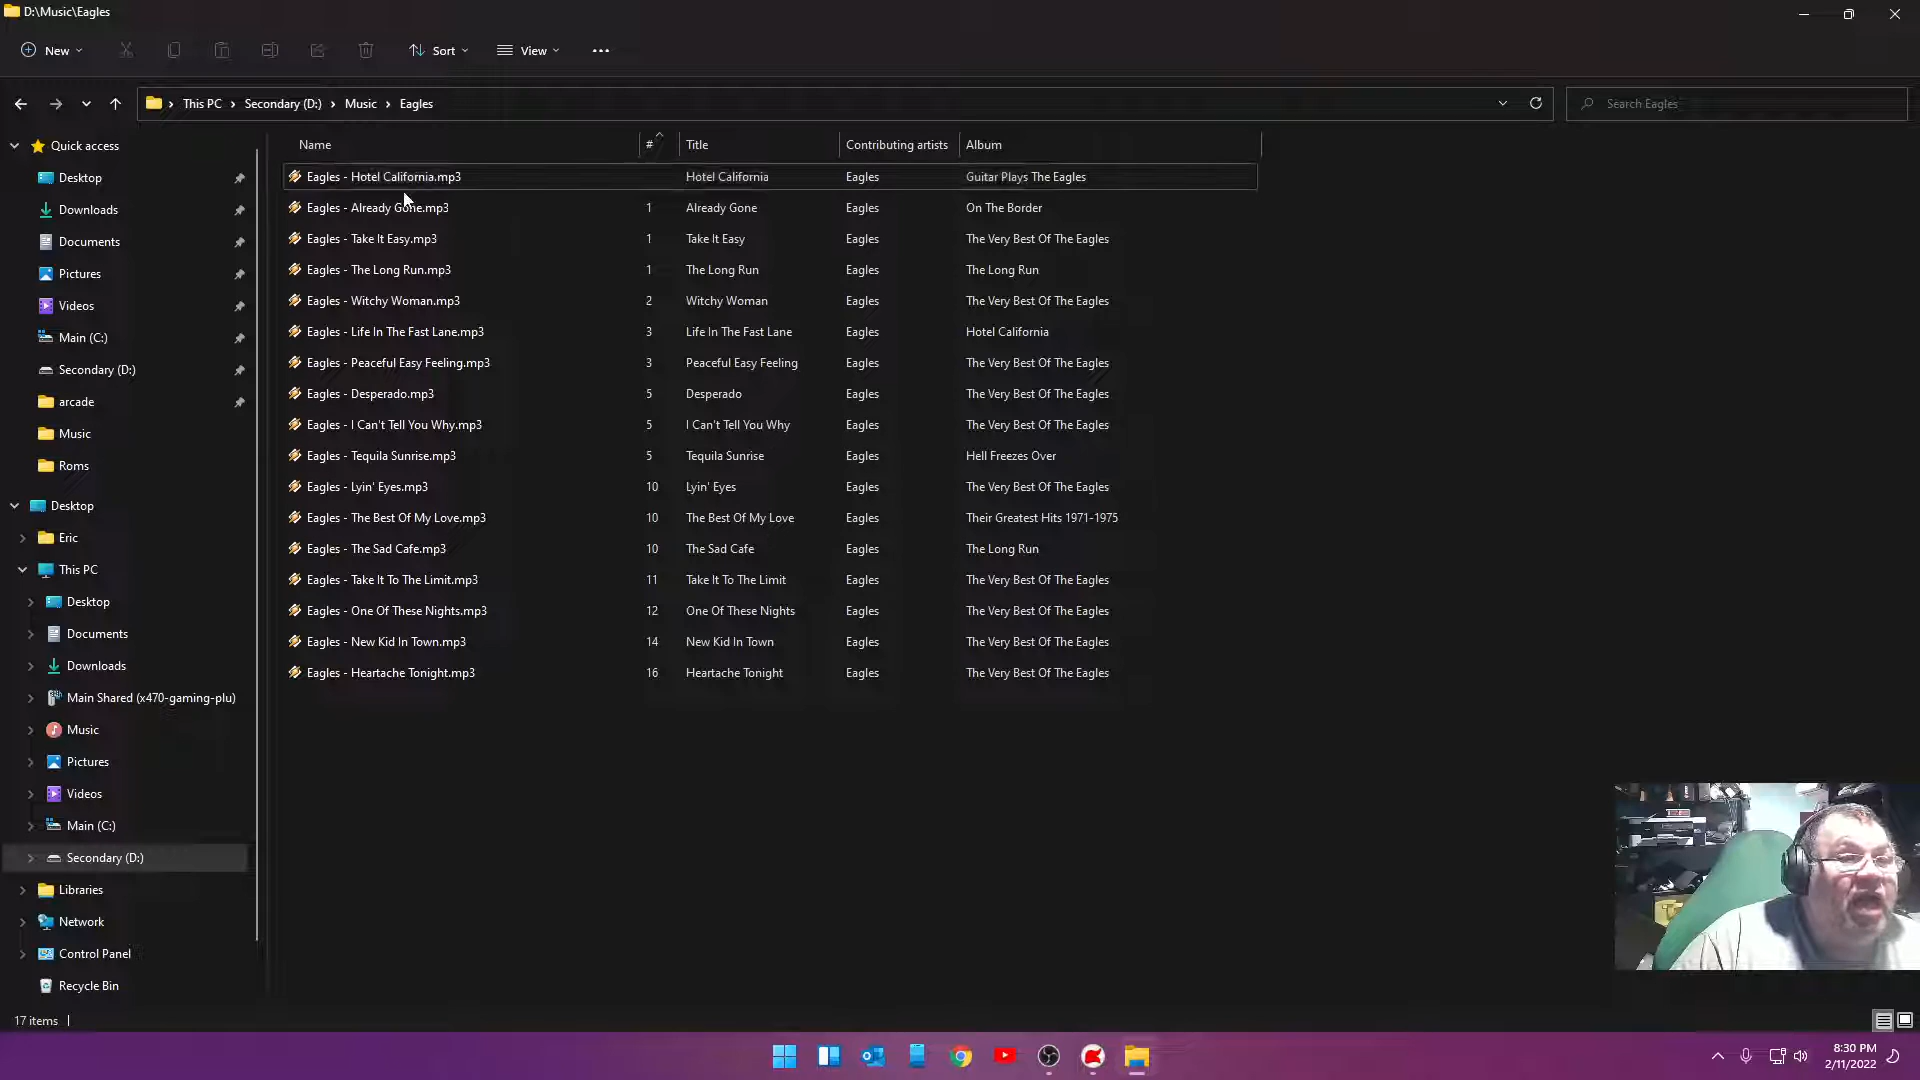 D:\Music\Eagles
New Sort View
This PC Secondary (D:) Music Eagles Search Eagles
Name # Title Contributing artists Album
Eagles - Hotel California.mp3 Hotel California Eagles Guitar Plays The Eagles
Eagles - Already Gone.mp3 1 Already Gone Eagles On The Border
Eagles - Take It Easy.mp3 1 Take It Easy Eagles The Very Best Of The Eagles
Eagles - The Long Run.mp3 1 The Long Run Eagles The Long Run
Eagles - Witchy Woman.mp3 2 Witchy Woman Eagles The Very Best Of The Eagles
Eagles - Life In The Fast Lane.mp3 3 Life In The Fast Lane Eagles Hotel California
Eagles - Peaceful Easy Feeling.mp3 3 Peaceful Easy Feeling Eagles The Very Best Of The Eagles
Eagles - Desperado.mp3 5 Desperado Eagles The Very Best Of The Eagles
Eagles - I Can't Tell You Why.mp3 5 I Can't Tell You Why Eagles The Very Best Of The Eagles
Eagles - Tequila Sunrise.mp3 5 Tequila Sunrise Eagles Hell Freezes Over
Eagles - Lyin' Eyes.mp3 10 Lyin' Eyes Eagles The Very Best Of The Eagles
Eagles - The Best Of My Love.mp3 10 The Best Of My Love Eagles Their Greatest Hits 1971-1975
Eagles - The Sad Cafe.mp3 10 The Sad Cafe Eagles The Long Run
Eagles - Take It To The Limit.mp3 11 Take It To The Limit Eagles The Very Best Of The Eagles
Eagles - One Of These Nights.mp3 12 One Of These Nights Eagles The Very Best Of The Eagles
Eagles - New Kid In Town.mp3 14 New Kid In Town Eagles The Very Best Of The Eagles
Eagles - Heartache Tonight.mp3 16 Heartache Tonight Eagles The Very Best Of The Eagles
Quick access
Desktop
Downloads
Documents
Pictures
Videos
Main (C:)
Secondary (D:)
arcade
Music
Roms
Desktop
Eric
This PC
Desktop
Documents
Downloads
Main Shared (x470-gaming-plu)
Music
Pictures
Videos
Main (C:)
Secondary (D:)
Libraries
Network
Control Panel
Recycle Bin
17 items
8:30 PM
2/11/2022